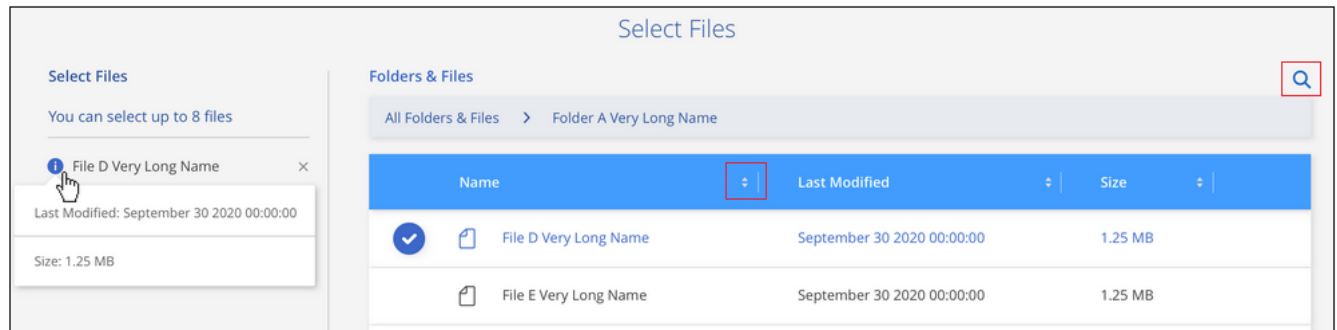 Select Files
Select Files
You can select up to 8 files
File D Very Long Name
Last Modified: September 30 2020 00:00:00
Size: 1.25 MB
Folders & Files
All Folders & Files > Folder A Very Long Name
Name Last Modified Size
File D Very Long Name September 30 2020 00:00:00 1.25 MB
File E Very Long Name September 30 2020 00:00:00 1.25 MB